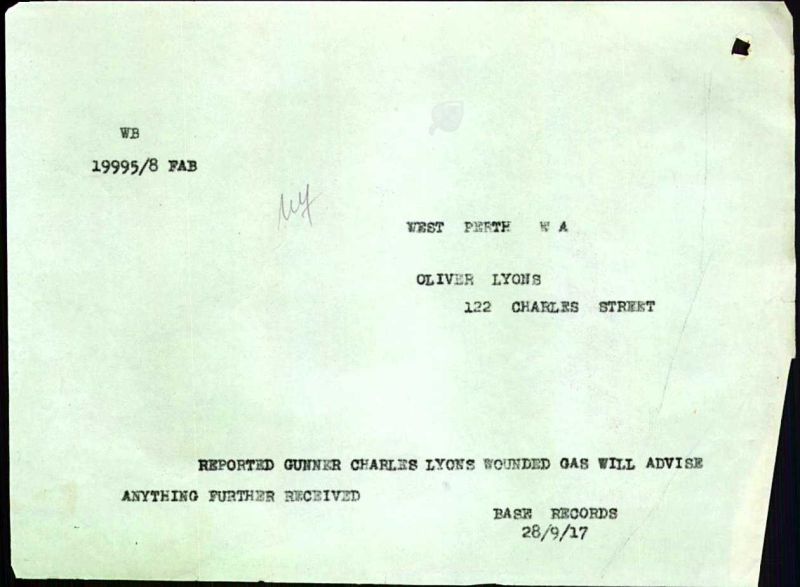 WB
19995/8 FAB
WEST PERTH W A
OLIVER LYONS
122 CHARLES STREET
REPORTED GUNNER CHARLES LYONS WOUNDED GAS WILL ADVISE
ANYTHING FURTHER RECEIVED
BASE RECORDS
28/9/17